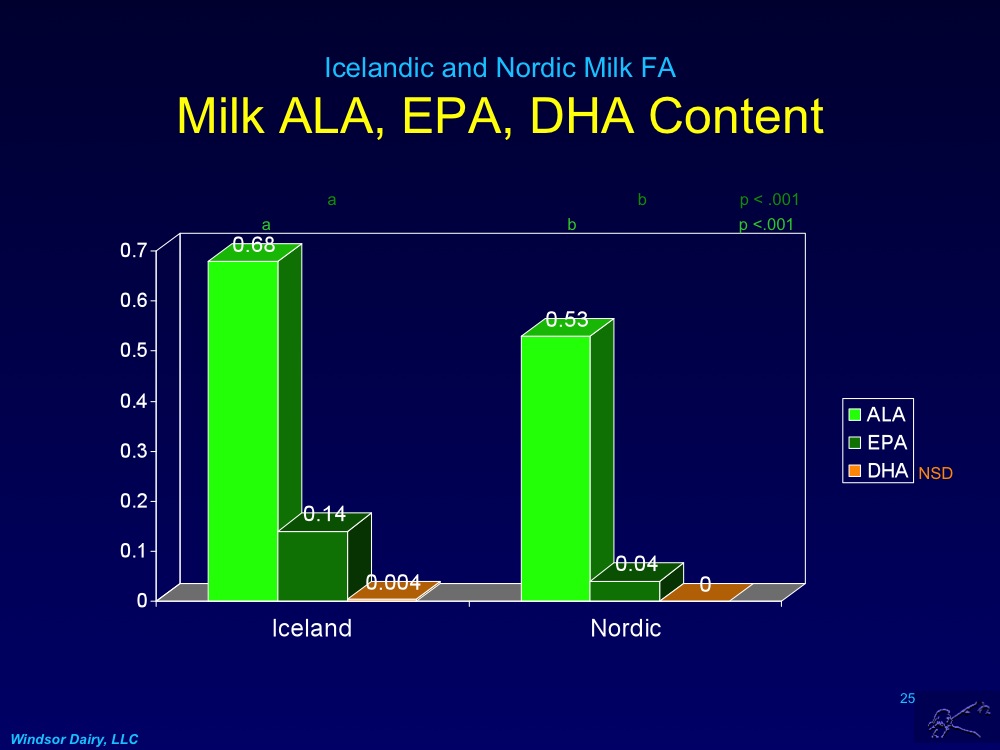 Icelandic and Nordic Milk FA
Milk ALA, EPA, DHA Content
a b p < .001
a b p <.001
0.7
0.6
0.5
0.4
0.3
0.2
0.1
0
0.68
0.14
0.004
0.53
0.04
0
Iceland Nordic
ALA
EPA
DHA NSD
25
Windsor Dairy, LLC